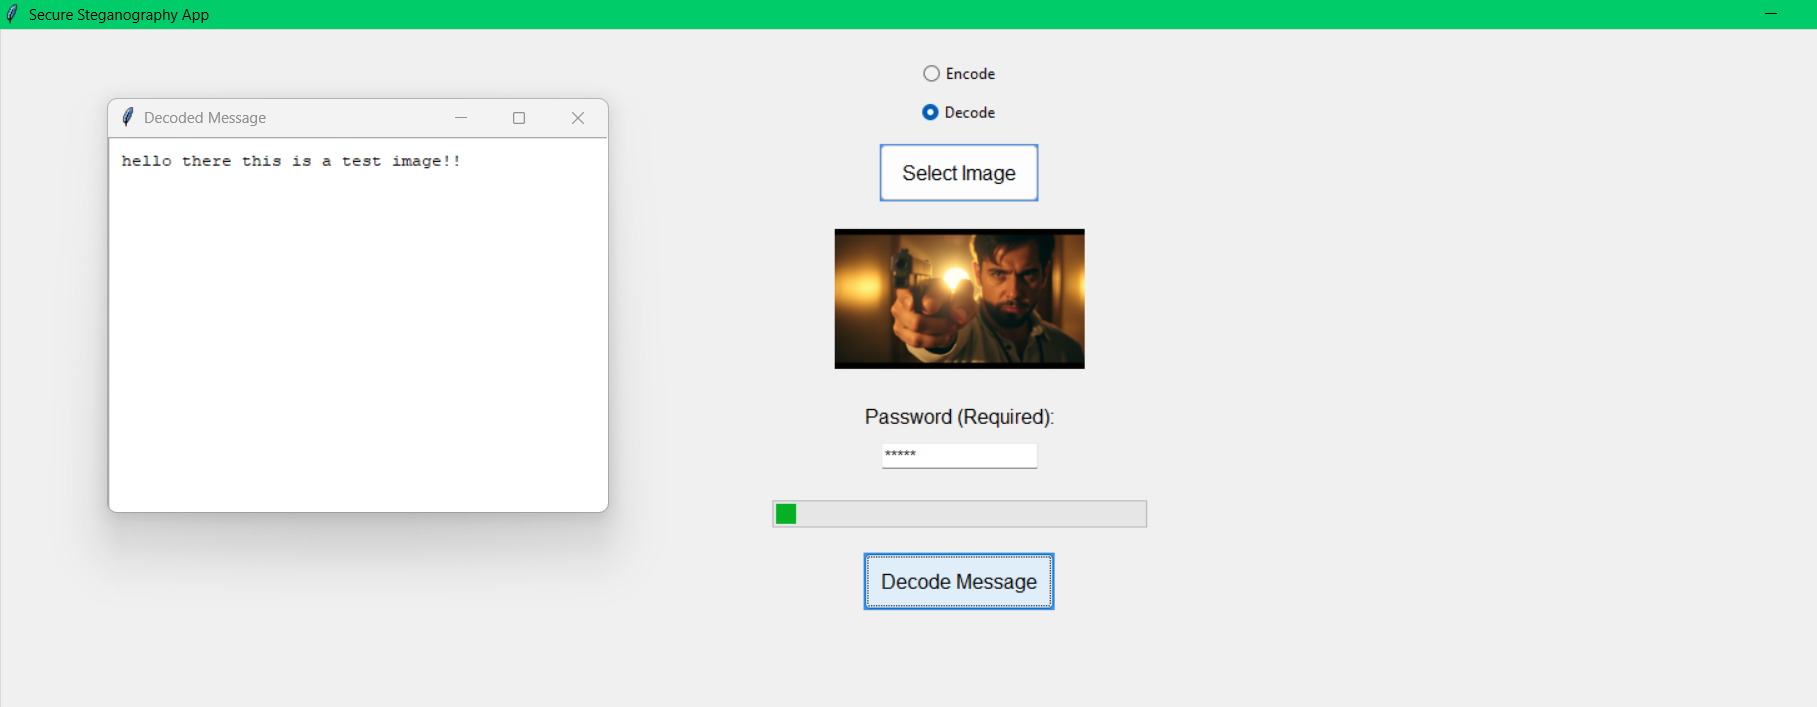 Secure Steganography App
Decoded Message
hello there this is a test image!!
Encode
Decode
Select Image
Password (Required):
*****
Decode Message